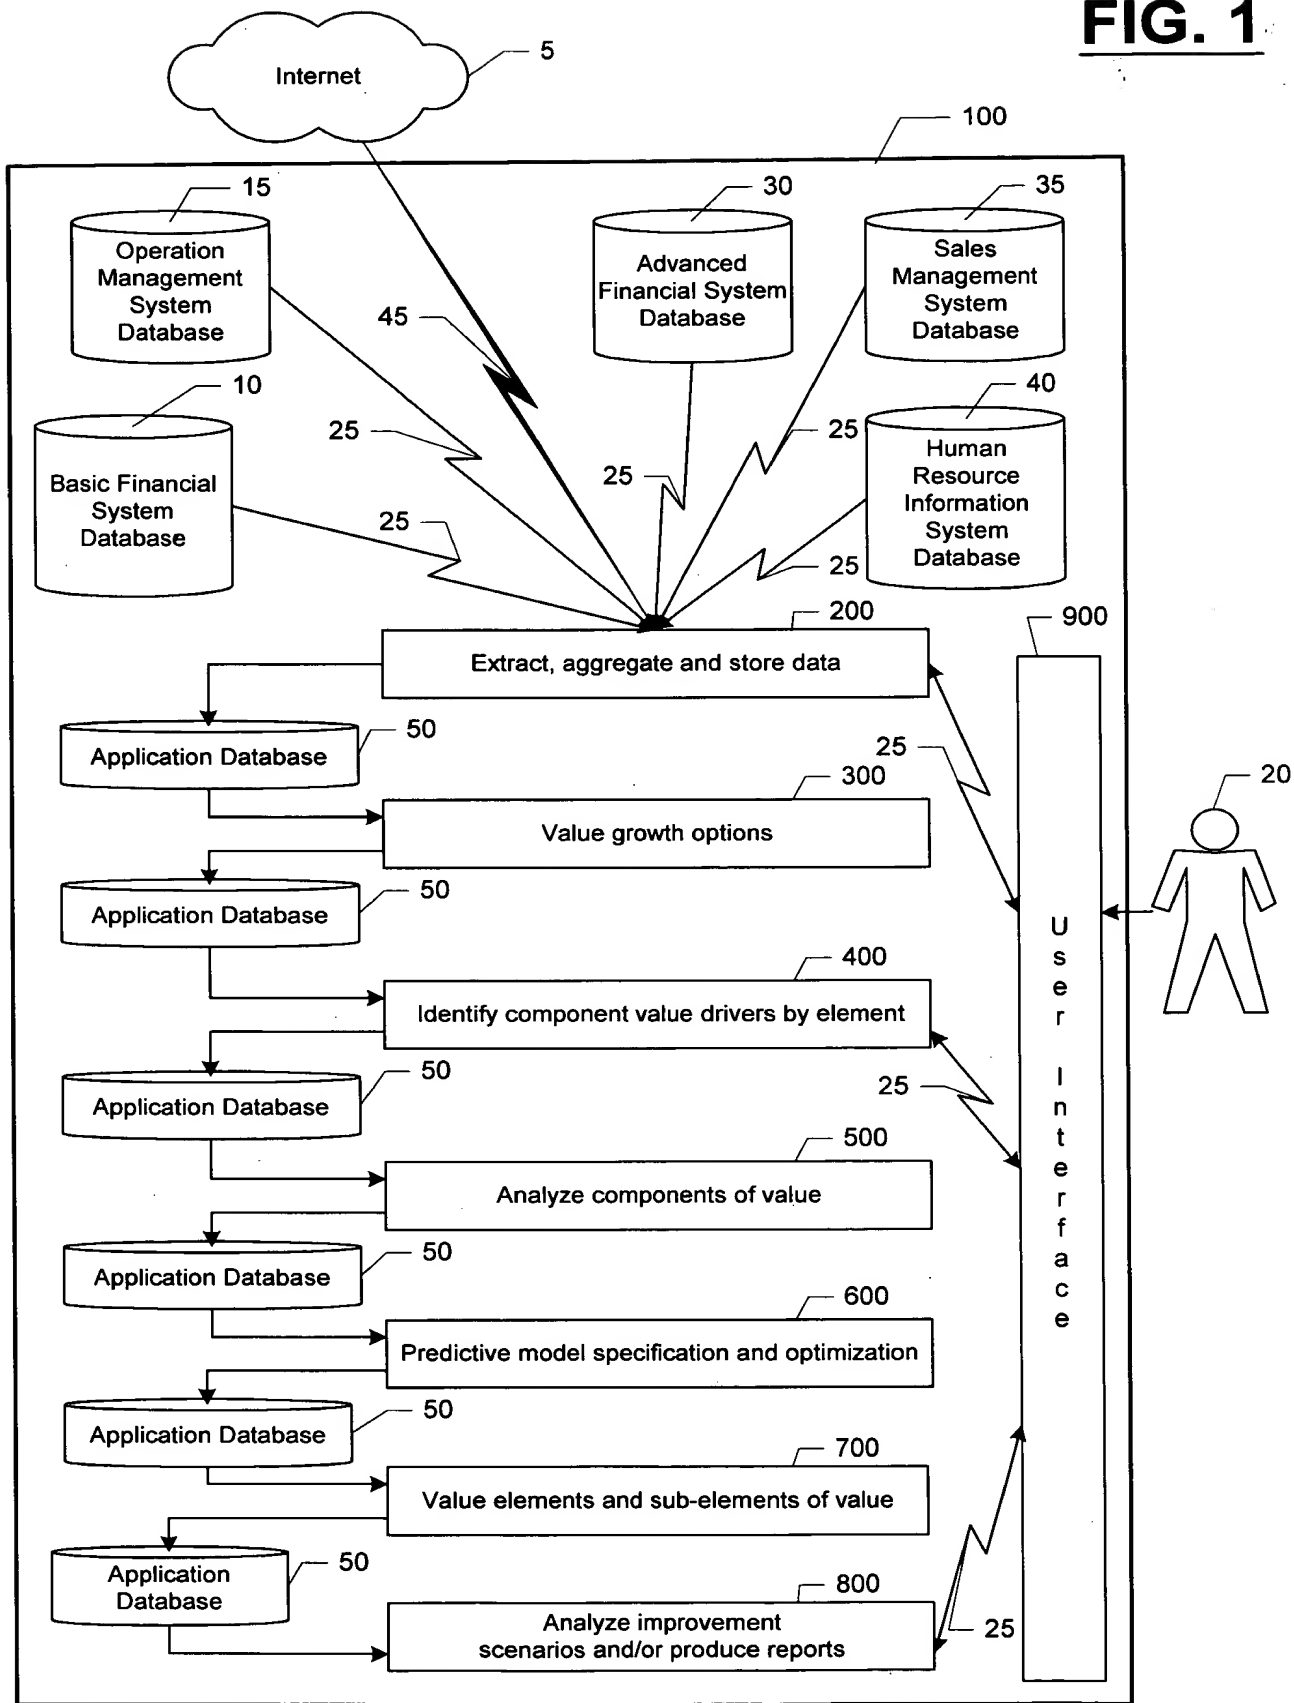 FIG. 1
5
Internet
100
15
30
35
Operation
Management
System
Database
Advanced
Financial System
Database
Sales
Management
System
Database
45
10
40
25
25
25
Basic Financial
System
Database
Human
Resource
Information
System
Database
25
25
200
900
Extract, aggregate and store data
50
Application Database
25
300
20
Value growth options
50
Application Database
User Interface
400
Identify component value drivers by element
50
Application Database
25
500
Analyze components of value
50
Application Database
600
Predictive model specification and optimization
50
Application Database
700
Value elements and sub-elements of value
50
Application
Database
800
Analyze improvement
scenarios and/or produce reports
25